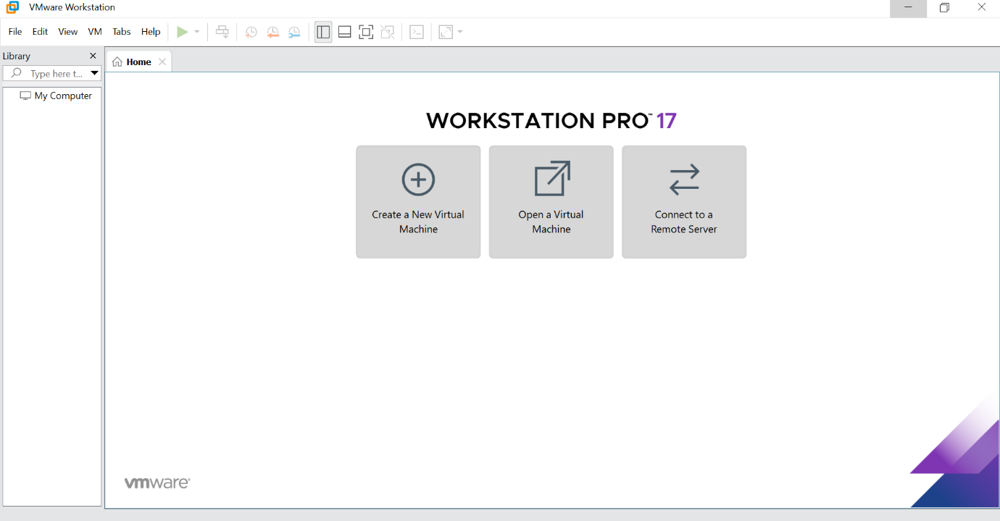 VMware Workstation
File Edit View VM Tabs Help
Library
Home
Type here t...
My Computer
WORKSTATION PRO™ 17
Create a New Virtual
Machine
Open a Virtual
Machine
Connect to a
Remote Server
vmware®